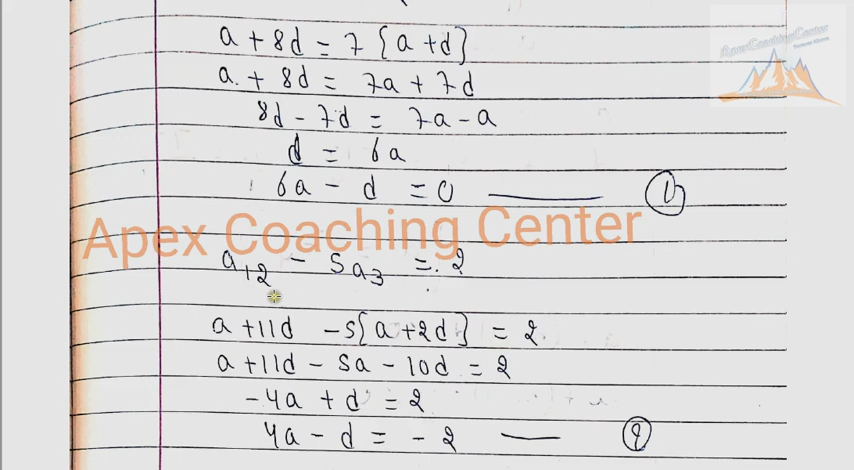 a + 8d = 7 [a + d]
a + 8d = 7a + 7d
8d - 7d = 7a - a
d = 6a
6a - d = 0 —— ①
Apex Coaching Center
a₁₂ - 5a₃ = 2
a + 11d - 5[a + 2d] = 2
a + 11d - 5a - 10d = 2
-4a + d = 2
4a - d = -2 —— ②
ApexCoachingCenter